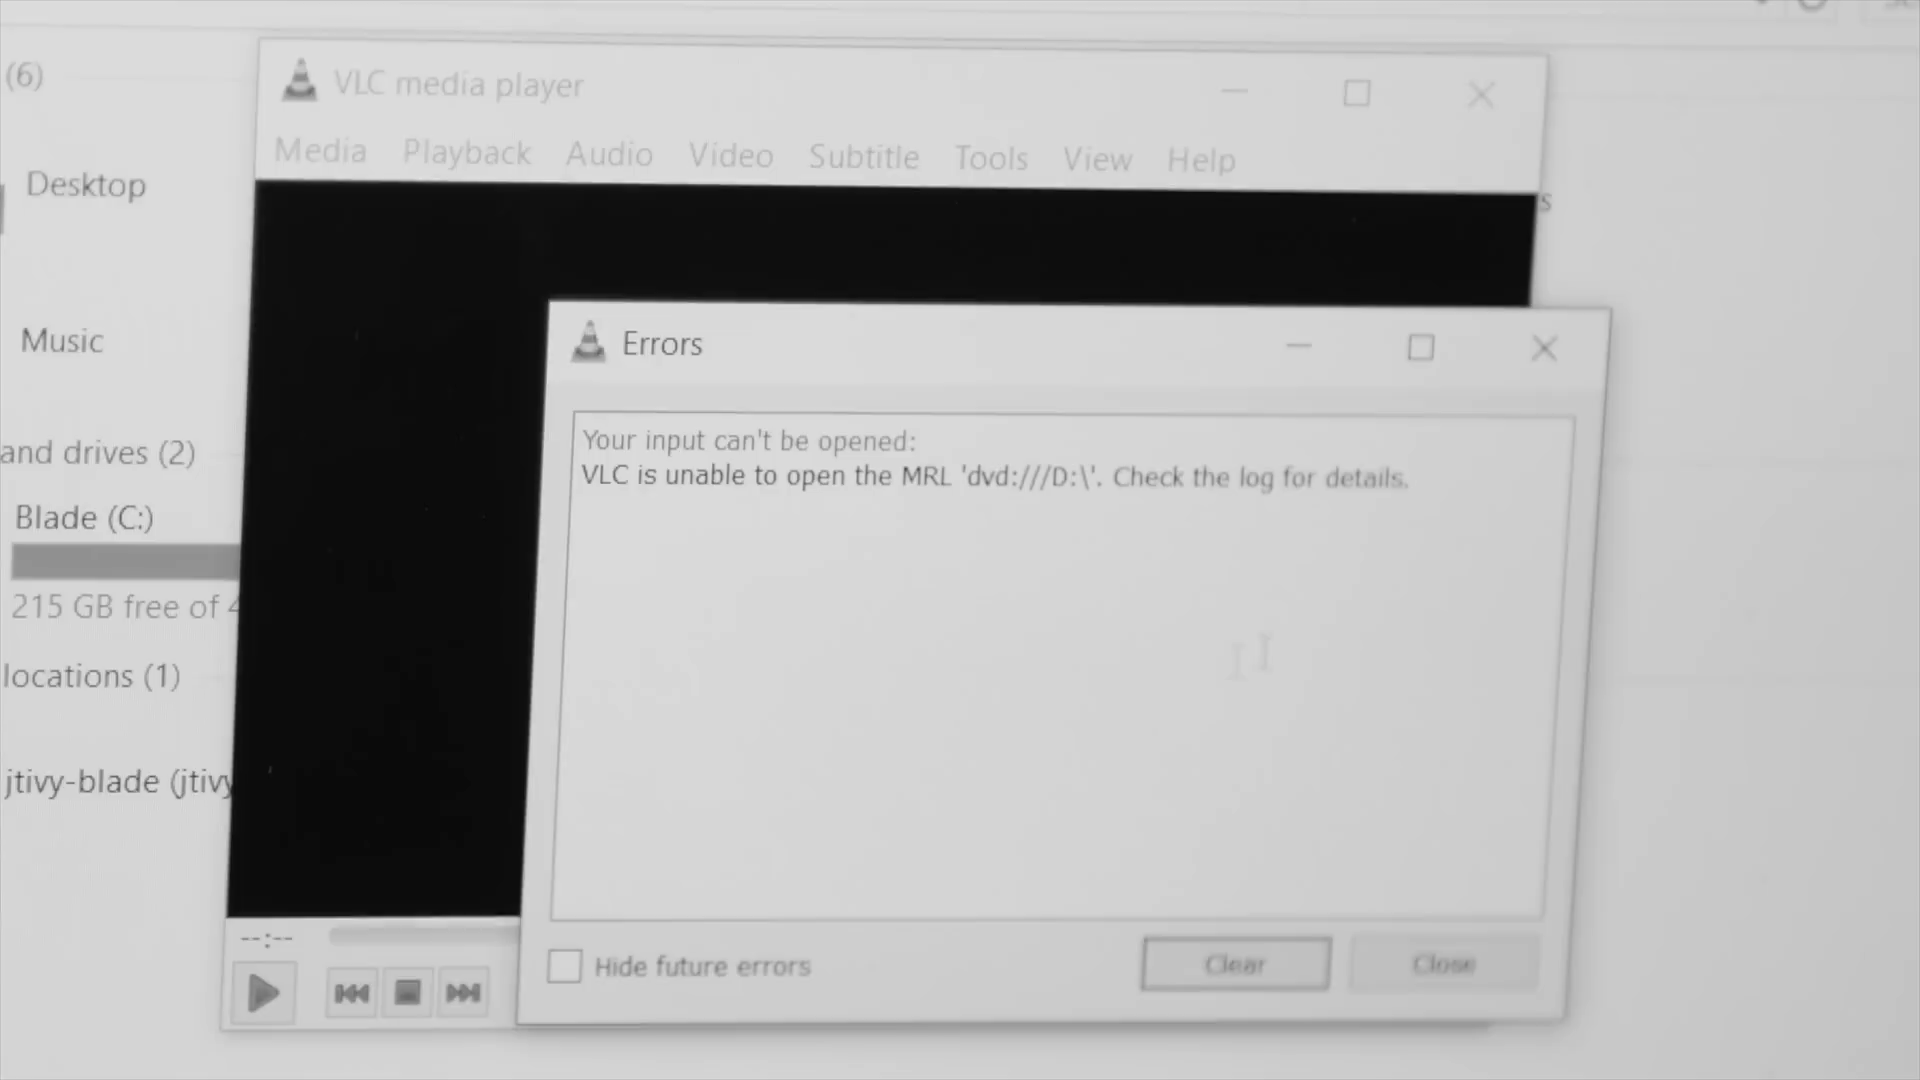 (6)
VLC media player
Media Playback Audio Video Subtitle Tools View Help
Desktop
s
Errors
Music
Your input can't be opened:
VLC is unable to open the MRL 'dvd:///D:\'. Check the log for details.
and drives (2)
Blade (C:)
215 GB free of
locations (1)
jtivy-blade (jtivy
--:--
Hide future errors
Clear
Close